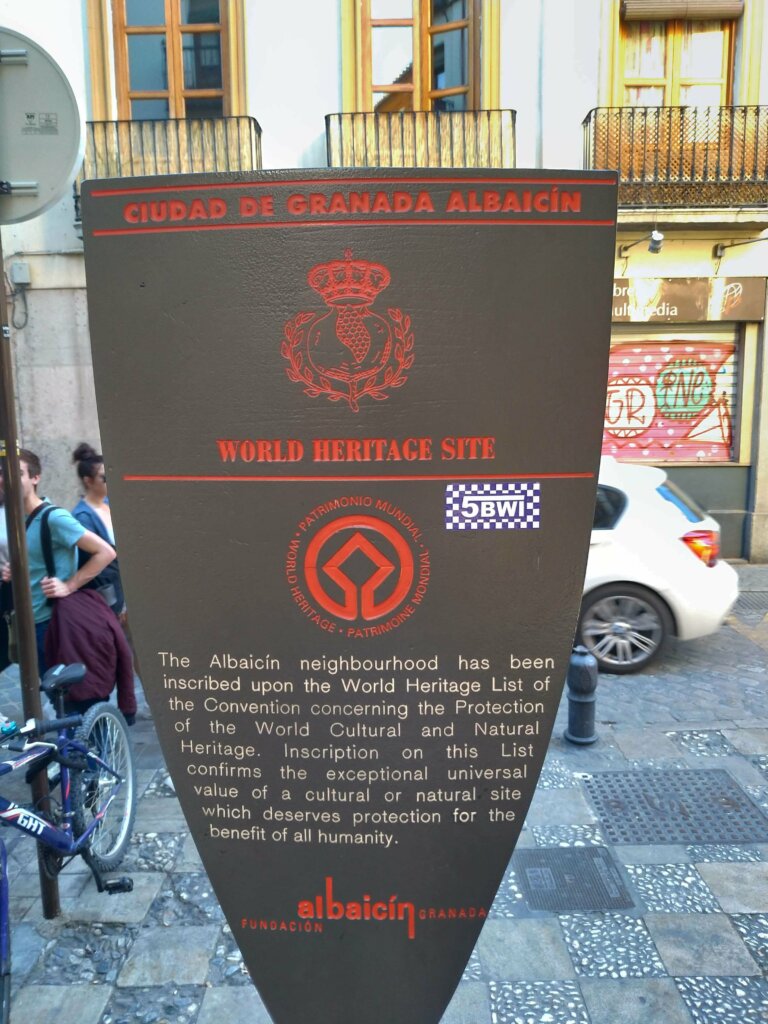 CIUDAD DE GRANADA ALBAICÍN
WORLD HERITAGE SITE
5BWI
PATRIMONIO MUNDIAL · WORLD HERITAGE · PATRIMOINE MONDIAL ·
The Albaicín neighbourhood has been
inscribed upon the World Heritage List of
the Convention concerning the Protection
of the World Cultural and Natural
Heritage. Inscription on this List
confirms the exceptional universal
value of a cultural or natural site
which deserves protection for the
benefit of all humanity.
FUNDACIÓN albaicín GRANADA
GR
GHT